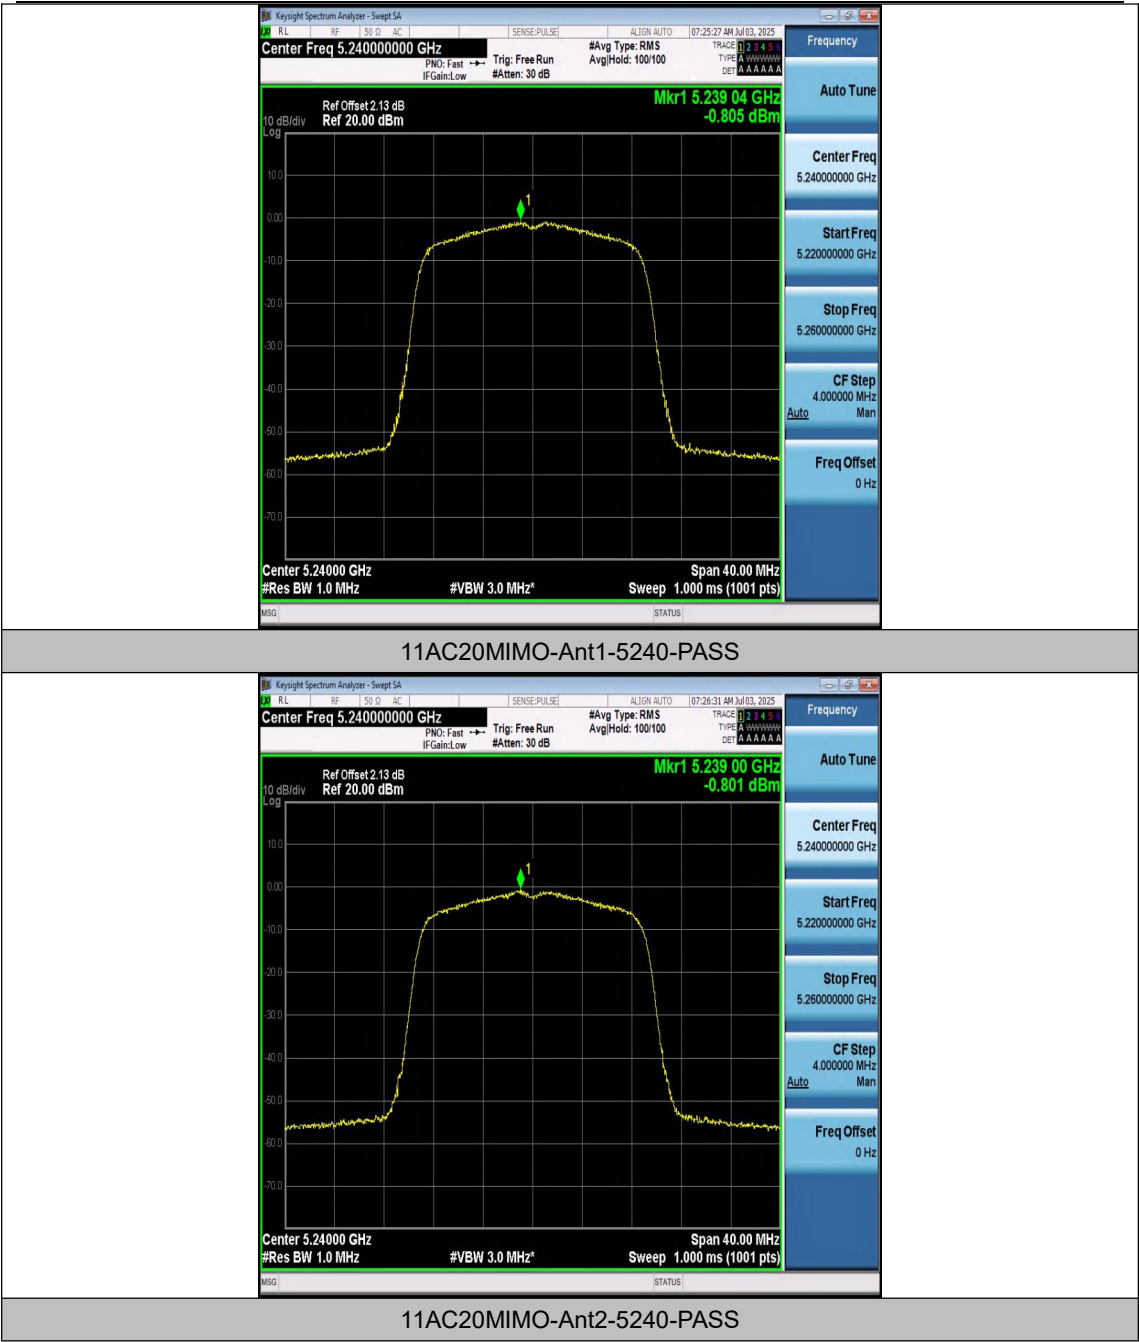 Keysight Spectrum Analyzer - Swept SA
RL RF 50 Ω AC SENSE:PULSE ALIGN AUTO 07:25:27 AM Jul 03, 2025
Center Freq 5.240000000 GHz
PNO: Fast
IFGain:Low
Trig: Free Run
#Atten: 30 dB
#Avg Type: RMS
Avg|Hold: 100/100
TRACE 1 2 3 4 5 6
TYPE A WWWWW
DET A A A A A A
Mkr1 5.239 04 GHz
-0.805 dBm
Ref Offset 2.13 dB
10 dB/div Ref 20.00 dBm
Log
10.0
0.00
-10.0
-20.0
-30.0
-40.0
-50.0
-60.0
-70.0
1
Center 5.24000 GHz Span 40.00 MHz
#Res BW 1.0 MHz #VBW 3.0 MHz* Sweep 1.000 ms (1001 pts)
MSG STATUS
Frequency
Auto Tune
Center Freq
5.240000000 GHz
Start Freq
5.220000000 GHz
Stop Freq
5.260000000 GHz
CF Step
4.000000 MHz
Auto Man
Freq Offset
0 Hz
11AC20MIMO-Ant1-5240-PASS
Keysight Spectrum Analyzer - Swept SA
RL RF 50 Ω AC SENSE:PULSE ALIGN AUTO 07:26:31 AM Jul 03, 2025
Center Freq 5.240000000 GHz
PNO: Fast
IFGain:Low
Trig: Free Run
#Atten: 30 dB
#Avg Type: RMS
Avg|Hold: 100/100
TRACE 1 2 3 4 5 6
TYPE A WWWWW
DET A A A A A A
Mkr1 5.239 00 GHz
-0.801 dBm
Ref Offset 2.13 dB
10 dB/div Ref 20.00 dBm
Log
10.0
0.00
-10.0
-20.0
-30.0
-40.0
-50.0
-60.0
-70.0
1
Center 5.24000 GHz Span 40.00 MHz
#Res BW 1.0 MHz #VBW 3.0 MHz* Sweep 1.000 ms (1001 pts)
MSG STATUS
Frequency
Auto Tune
Center Freq
5.240000000 GHz
Start Freq
5.220000000 GHz
Stop Freq
5.260000000 GHz
CF Step
4.000000 MHz
Auto Man
Freq Offset
0 Hz
11AC20MIMO-Ant2-5240-PASS